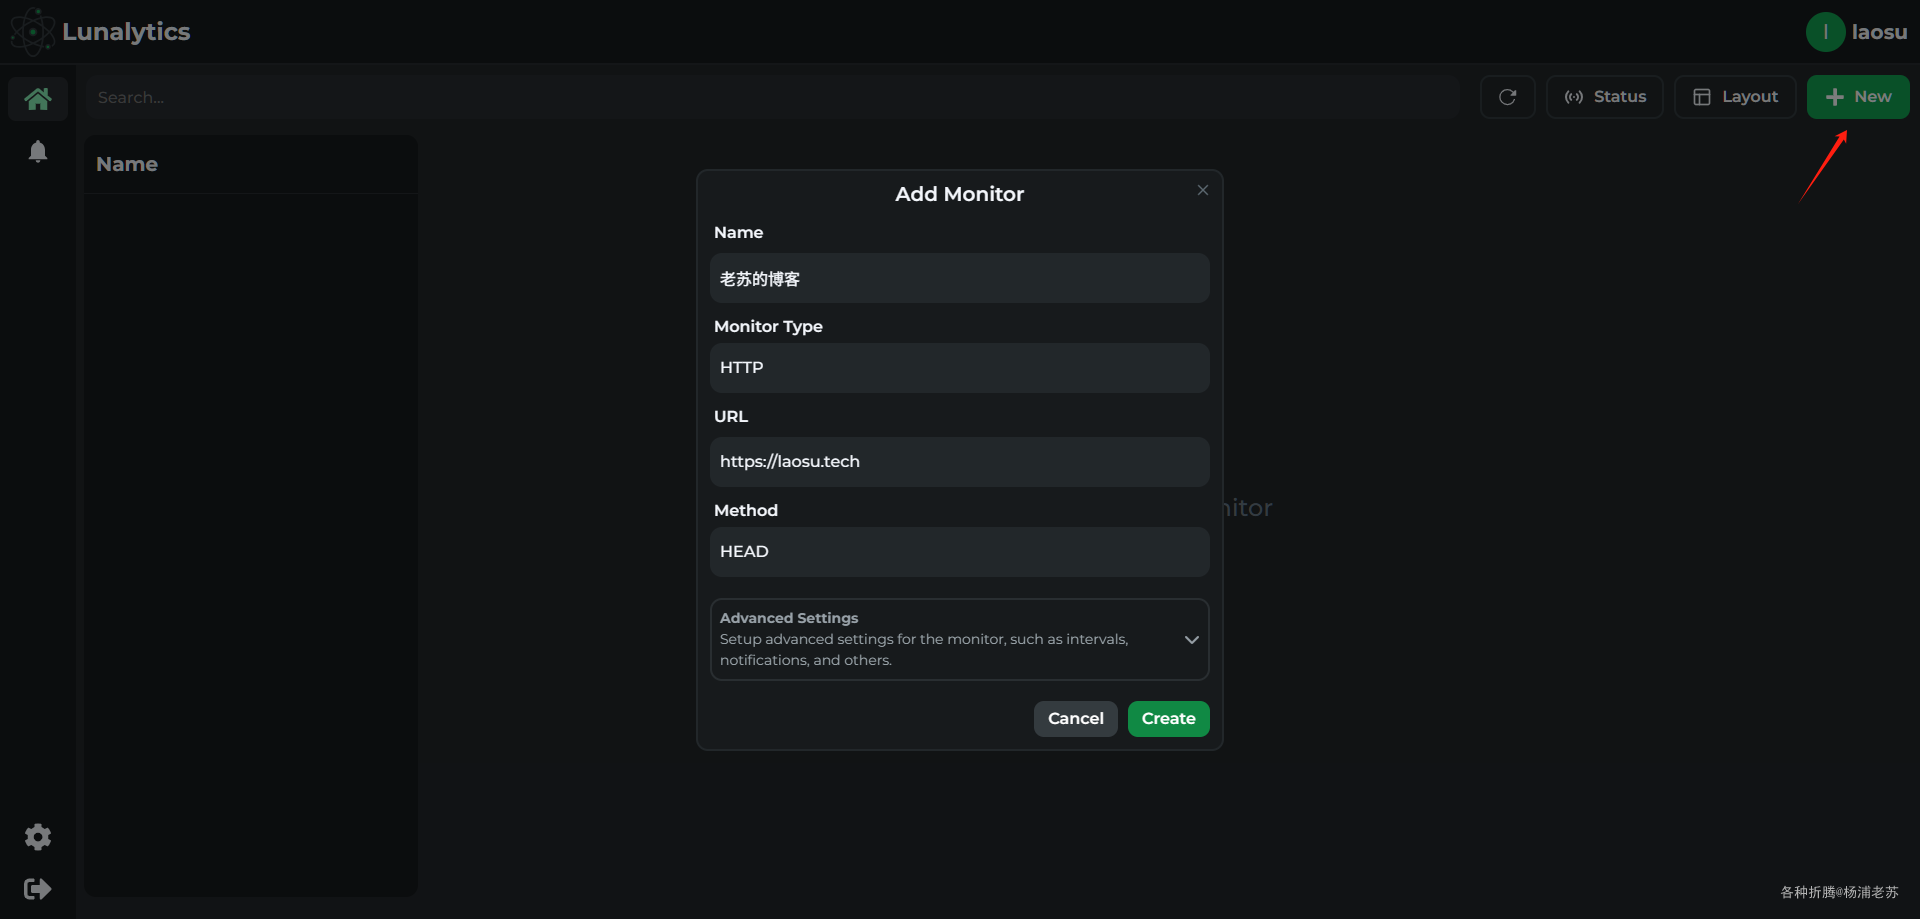 Lunalytics
l laosu
Search...
Status
Layout
New
Name
Add Monitor
Name
老苏的博客
Monitor Type
HTTP
URL
https://laosu.tech
nitor
Method
HEAD
Advanced Settings
Setup advanced settings for the monitor, such as intervals,
notifications, and others.
Cancel
Create
各种折腾@杨浦老苏